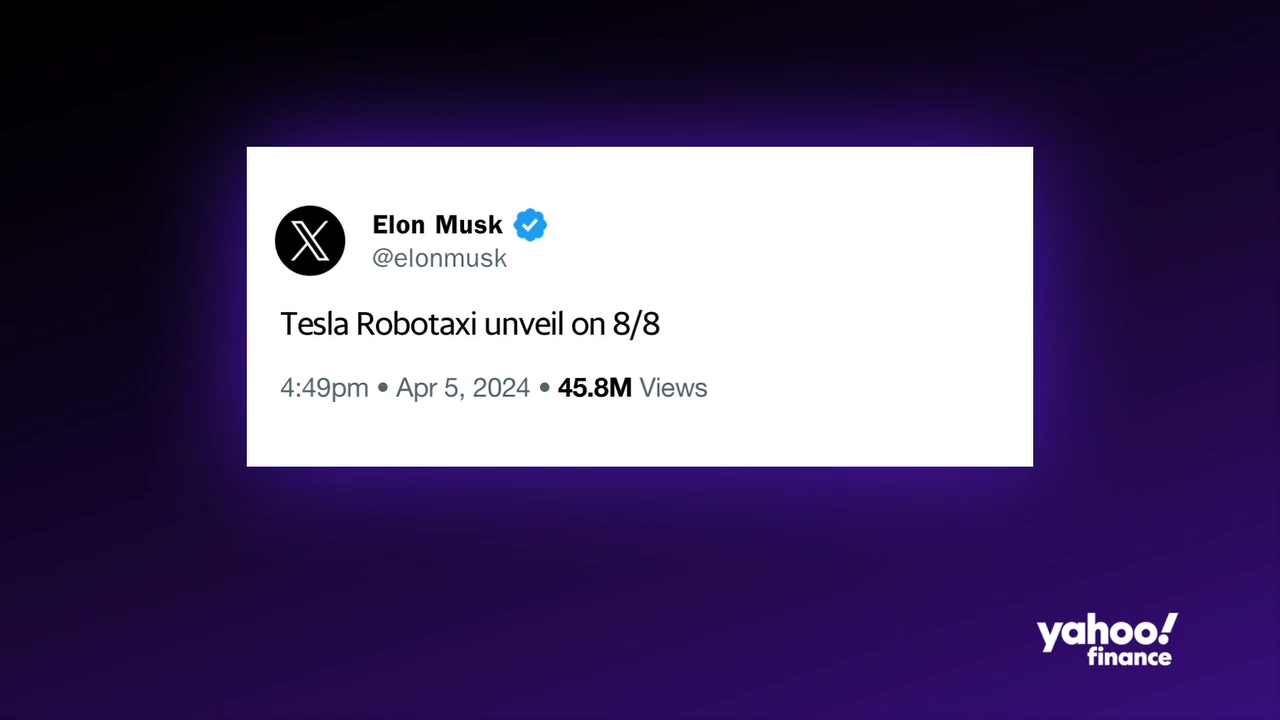 Elon Musk
@elonmusk
Tesla Robotaxi unveil on 8/8
4:49pm • Apr 5, 2024 • 45.8M Views
yahoo!
finance